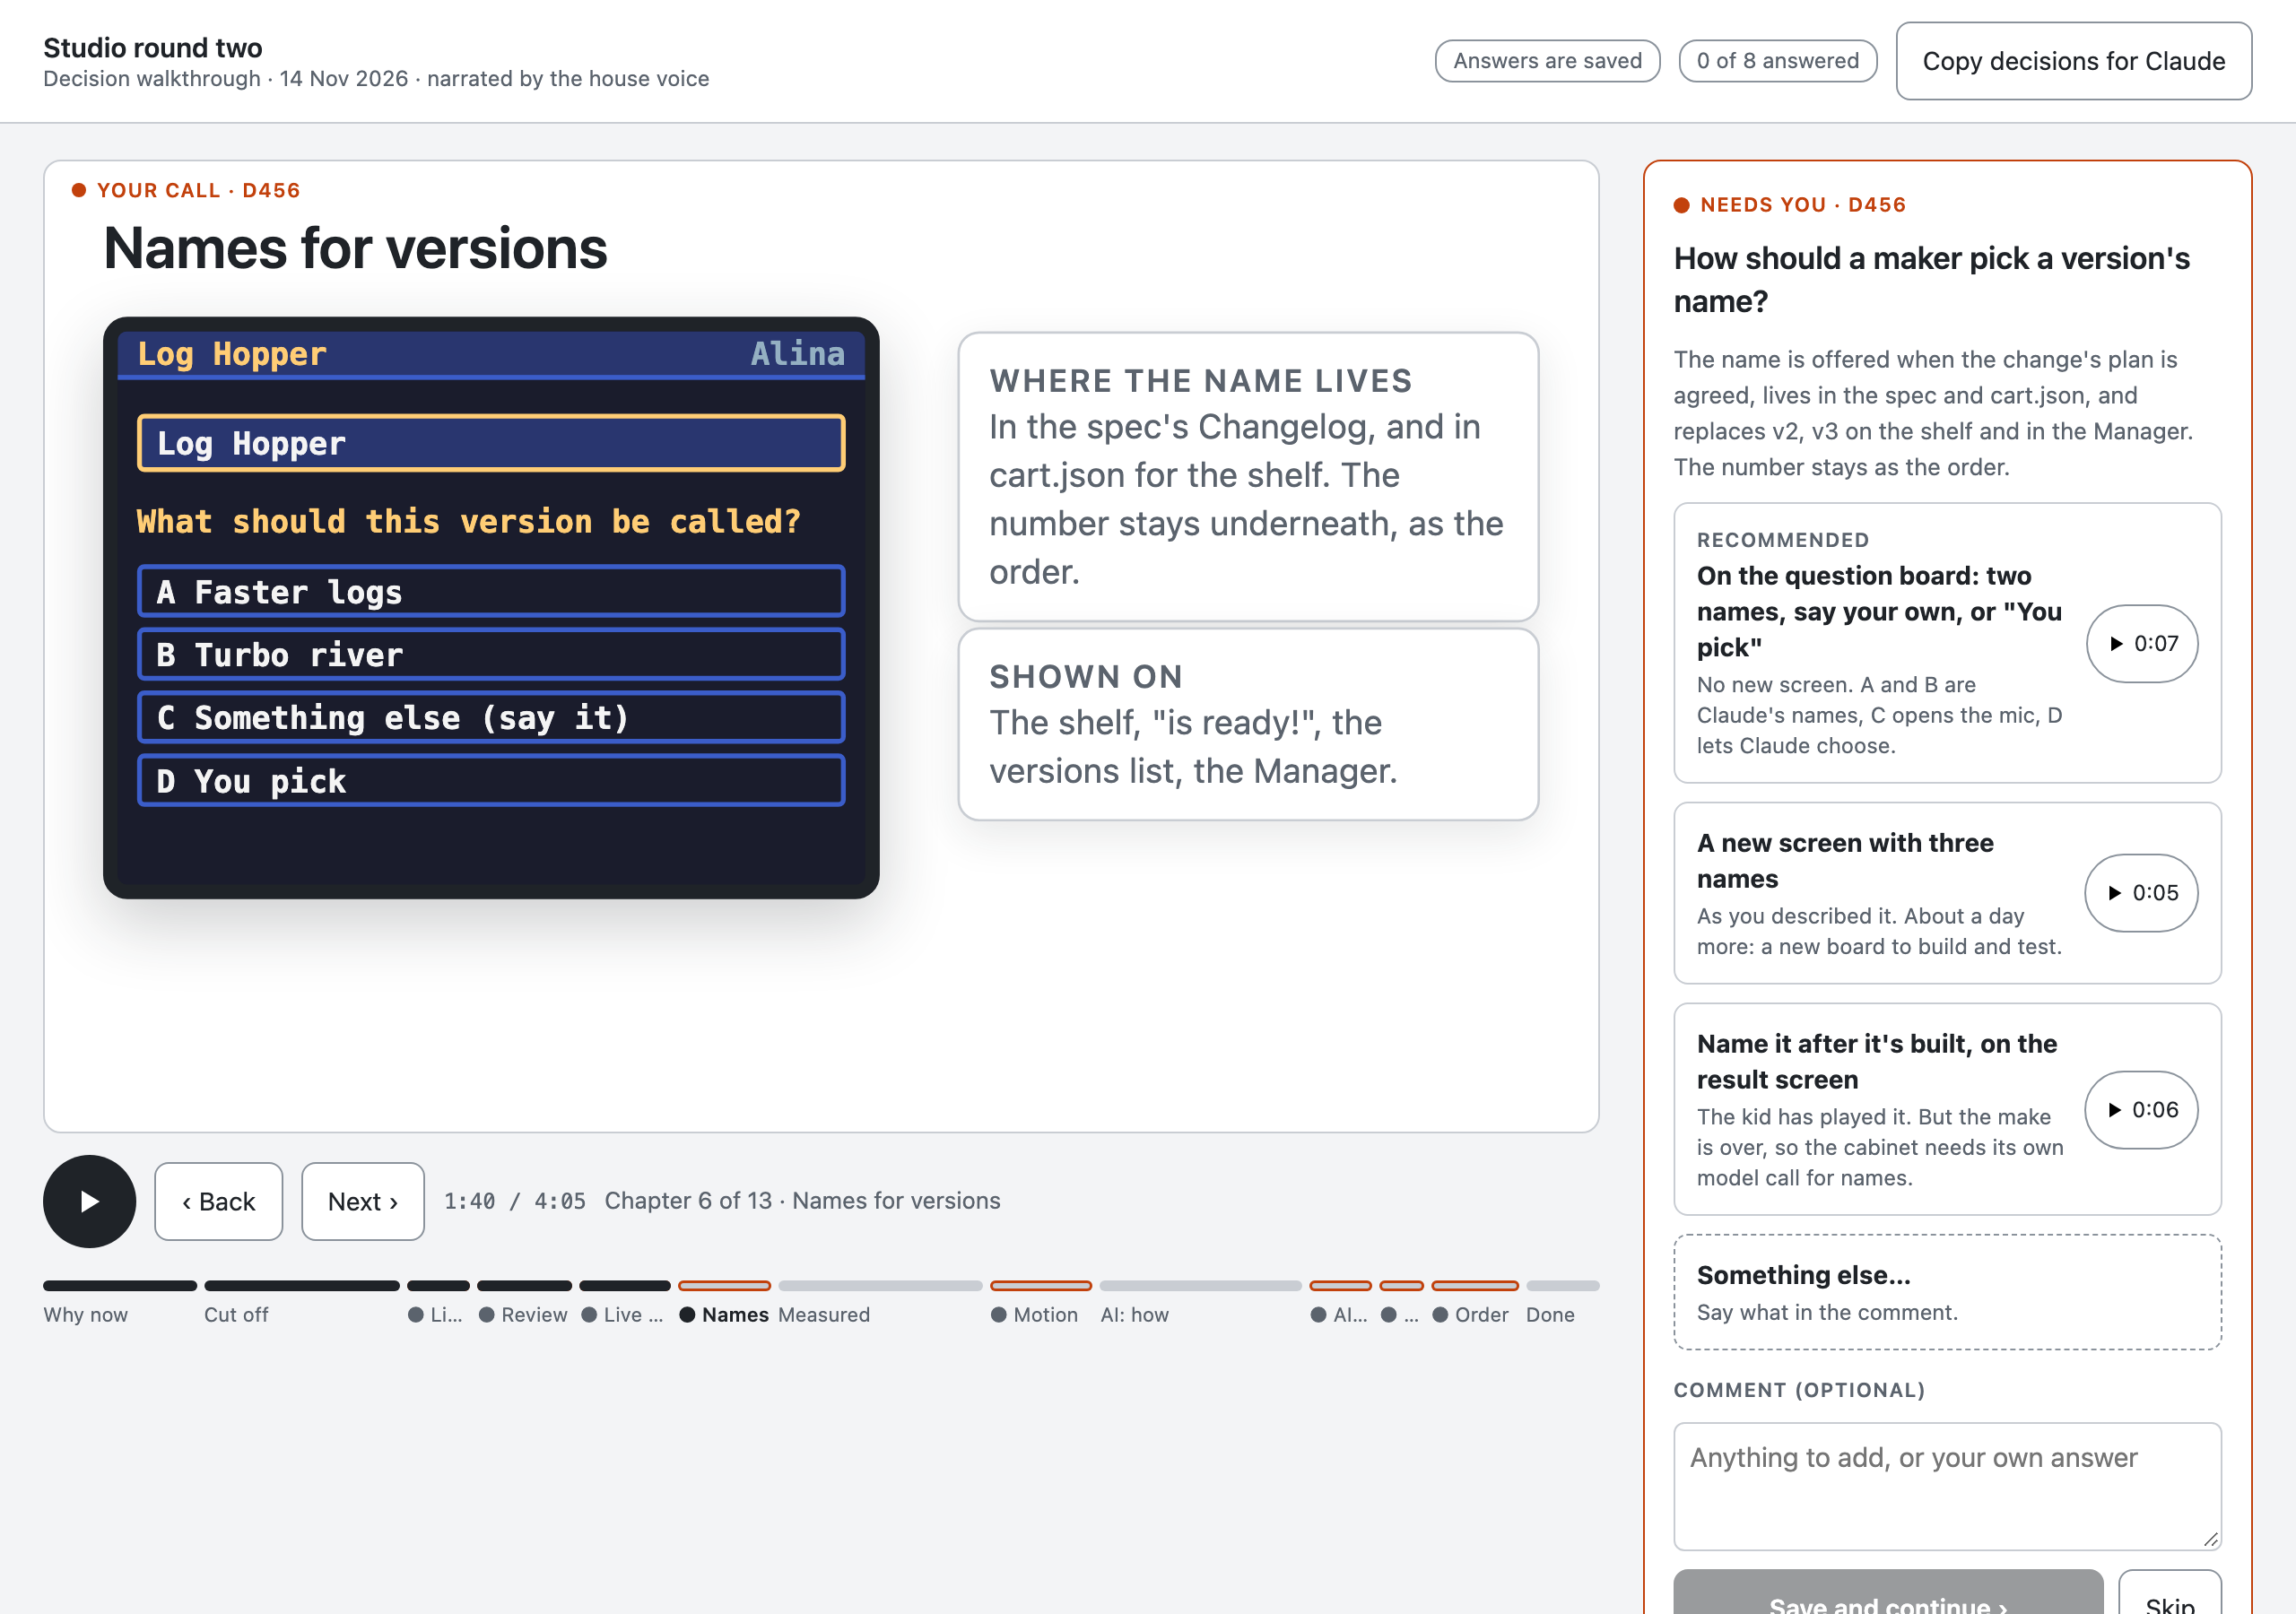 Studio round two
Decision walkthrough · 14 Nov 2026 · narrated by the house voice
Answers are saved
0 of 8 answered
Copy decisions for Claude
YOUR CALL · D456
Names for versions
Log Hopper
Alina
Log Hopper
What should this version be called?
A Faster logs
B Turbo river
C Something else (say it)
D You pick
WHERE THE NAME LIVES
In the spec's Changelog, and in
cart.json for the shelf. The
number stays underneath, as the
order.
SHOWN ON
The shelf, "is ready!", the
versions list, the Manager.
‹ Back
Next ›
1:40 / 4:05
Chapter 6 of 13 · Names for versions
Why now
Cut off
Li...
Review
Live ...
Names
Measured
Motion
AI: how
AI...
...
Order
Done
NEEDS YOU · D456
How should a maker pick a version's
name?
The name is offered when the change's plan is
agreed, lives in the spec and cart.json, and
replaces v2, v3 on the shelf and in the Manager.
The number stays as the order.
RECOMMENDED
On the question board: two
names, say your own, or "You
pick"
No new screen. A and B are
Claude's names, C opens the mic, D
lets Claude choose.
0:07
A new screen with three
names
As you described it. About a day
more: a new board to build and test.
0:05
Name it after it's built, on the
result screen
The kid has played it. But the make
is over, so the cabinet needs its own
model call for names.
0:06
Something else...
Say what in the comment.
COMMENT (OPTIONAL)
Anything to add, or your own answer
Save and continue ›
Skip